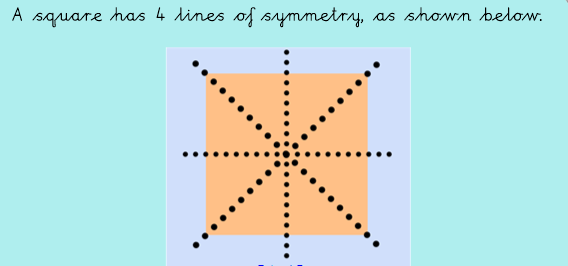 A square has 4 lines of symmetry, as shown below.